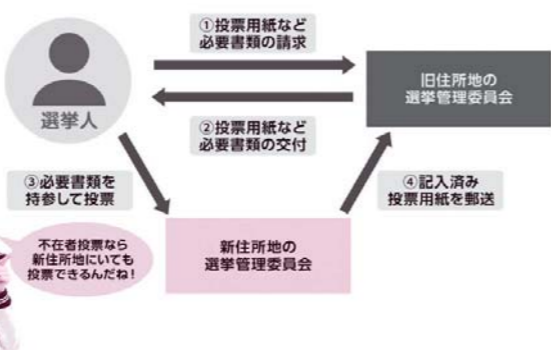 ①投票用紙など
必要書類の請求
選挙人
旧住所地の
選挙管理委員会
②投票用紙など
必要書類の交付
③必要書類を
持参して投票
④記入済み
投票用紙を郵送
新住所地の
選挙管理委員会
不在者投票なら
新住所地にいても
投票できるんだね!